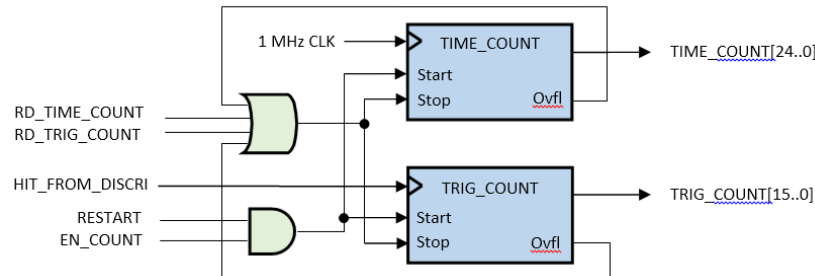 1 MHz CLK
TIME_COUNT
TIME_COUNT[24..0]
Start
Stop
Ovfl
RD_TIME_COUNT
RD_TRIG_COUNT
HIT_FROM_DISCRI
TRIG_COUNT
TRIG_COUNT[15..0]
RESTART
Start
EN_COUNT
Stop
Ovfl